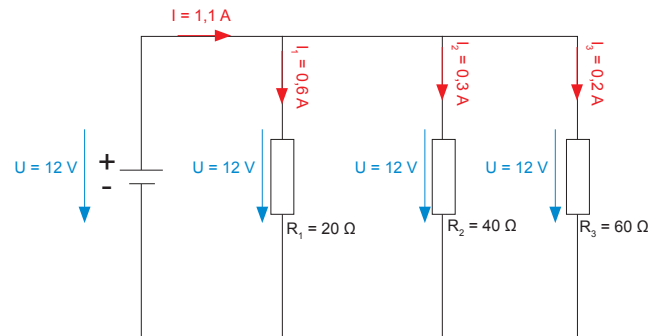 I = 1,1 A
I₁ = 0,6 A
I₂ = 0,3 A
I₃ = 0,2 A
U = 12 V
+
-
U = 12 V
U = 12 V
U = 12 V
R₁ = 20 Ω
R₂ = 40 Ω
R₃ = 60 Ω